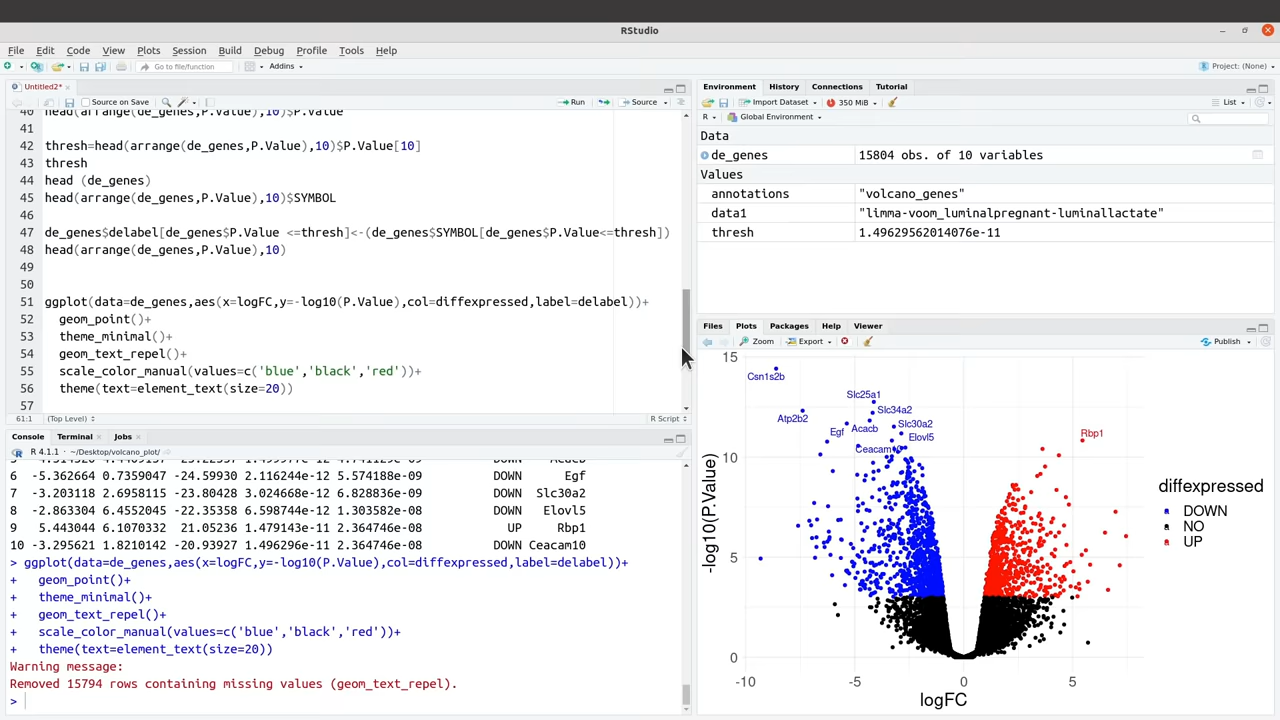 RStudio
File Edit Code View Plots Session Build Debug Profile Tools Help
Go to file/function
Addins
Project: (None)
Untitled2*
Source on Save
Run
Source
40 head(arrange(de_genes,P.Value),10)$P.Value
41
42 thresh=head(arrange(de_genes,P.Value),10)$P.Value[10]
43 thresh
44 head (de_genes)
45 head(arrange(de_genes,P.Value),10)$SYMBOL
46
47 de_genes$delabel[de_genes$P.Value <=thresh]<-(de_genes$SYMBOL[de_genes$P.Value<=thresh])
48 head(arrange(de_genes,P.Value),10)
49
50
51 ggplot(data=de_genes,aes(x=logFC,y=-log10(P.Value),col=diffexpressed,label=delabel))+
52 geom_point()+
53 theme_minimal()+
54 geom_text_repel()+
55 scale_color_manual(values=c('blue','black','red'))+
56 theme(text=element_text(size=20))
57
61:1 (Top Level) R Script
Console Terminal Jobs
R 4.1.1 · ~/Desktop/volcano_plot/
6 -5.362664 0.7359047 -24.59930 2.116244e-12 5.574188e-09 DOWN Egf
7 -3.203118 2.6958115 -23.80428 3.024668e-12 6.828836e-09 DOWN Slc30a2
8 -2.863304 6.4552045 DOWN Elovl5
9 5.443044 6.1070332 21.05236 1.479143e-11 2.364746e-08 UP Rbp1
10 -3.295621 1.8210142 -20.93927 1.496296e-11 2.364746e-08 DOWN Ceacam10
> ggplot(data=de_genes,aes(x=logFC,y=-log10(P.Value),col=diffexpressed,label=delabel))+
+ geom_point()+
+ theme_minimal()+
+ geom_text_repel()+
+ scale_color_manual(values=c('blue','black','red'))+
+ theme(text=element_text(size=20))
Warning message:
Removed 15794 rows containing missing values (geom_text_repel).
>
Environment History Connections Tutorial
Import Dataset
350 MiB
List
R
Global Environment
Data
de_genes 15804 obs. of 10 variables
Values
annotations "volcano_genes"
data1 "limma-voom_luminalpregnant-luminallactate"
thresh 1.49629562014076e-11
Files Plots Packages Help Viewer
Zoom Export Publish
15
10
5
0
-log10(P.Value)
Csn1s2b
Slc25a1
Atp2b2
Slc34a2
Egf
Acacb
Slc30a2
Elovl5
Rbp1
-10 -5 0 5
logFC
diffexpressed
DOWN
NO
UP